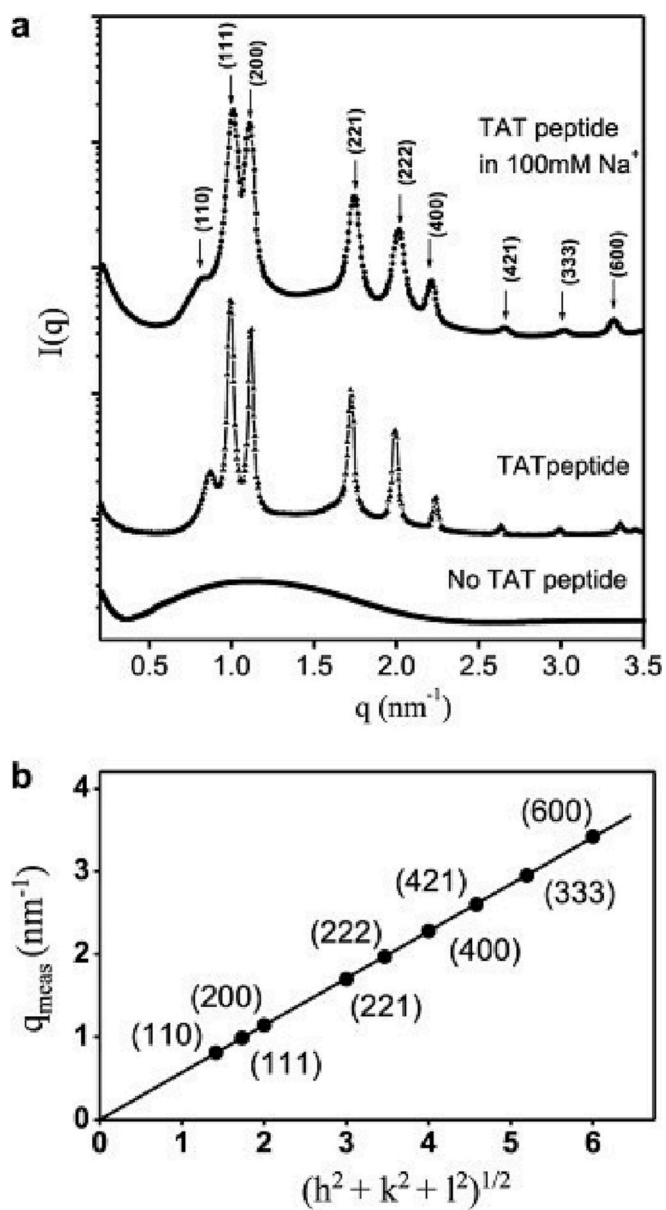 a
(111)
(200)
(110)
(221)
(222)
(400)
(421)
(333)
(600)
TAT peptide
in 100mM Na+
TATpeptide
No TAT peptide
I(q)
0.5 1.0 1.5 2.0 2.5 3.0 3.5
q (nm-1)
b
4
3
2
1
0
(600)
(421)
(333)
(222)
(400)
(200)
(221)
(110)
(111)
qmcas (nm-1)
0 1 2 3 4 5 6
(h2 + k2 + l2)1/2